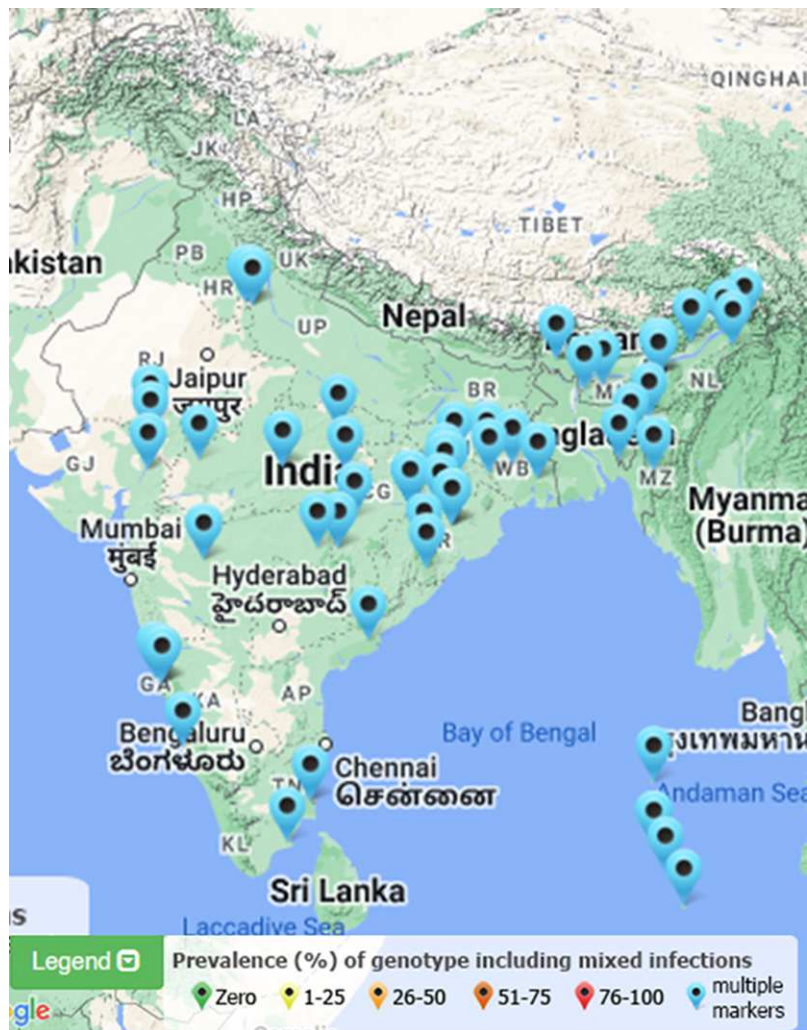 QINGHAI
LA
JK
HP
TIBET
PB
UK
kistan
HR
Nepal
UP
RJ
Jaipur
जयपुर
BR
NL
GJ
India
WB
MZ
CG
Myanma
(Burma)
Mumbai
मुंबई
Hyderabad
హైదరాబాద్
GA
KA
AP
Bengaluru
ಬೆಂಗಳೂರು
Bay of Bengal
Bangl
Chennai
சென்னை
TN
Andaman Sea
KL
Sri Lanka
s
Laccadive Sea
Legend
Prevalence (%) of genotype including mixed infections
Zero
1-25
26-50
51-75
76-100
multiple
markers
gle